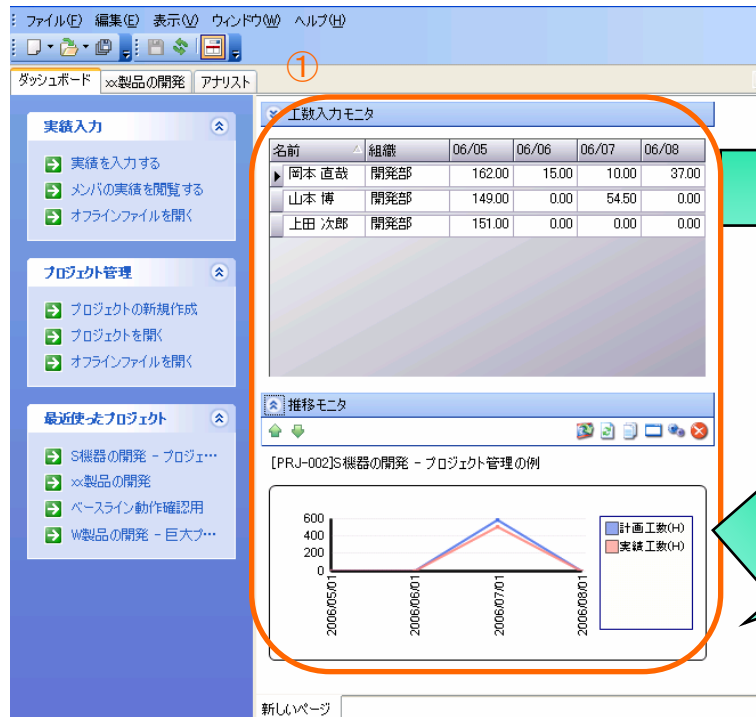 ファイル(F) 編集(E) 表示(V) ウィンドウ(W) ヘルプ(H)
ダッシュボード xx製品の開発 アナリスト
①
実績入力
実績を入力する
メンバの実績を閲覧する
オフラインファイルを開く
プロジェクト管理
プロジェクトの新規作成
プロジェクトを開く
オフラインファイルを開く
最近使ったプロジェクト
S機器の開発 - プロジェ…
xx製品の開発
ベースライン動作確認用
W製品の開発 - 巨大プ…
工数入力モニタ
名前 組織 06/05 06/06 06/07 06/08
岡本 直哉 開発部 162.00 15.00 10.00 37.00
山本 博 開発部 149.00 0.00 54.50 0.00
上田 次郎 開発部 151.00 0.00 0.00 0.00
推移モニタ
[PRJ-002]S機器の開発 - プロジェクト管理の例
600
400
200
0
2006/05/01
2006/06/01
2006/07/01
2006/08/01
計画工数(H)
実績工数(H)
新しいページ